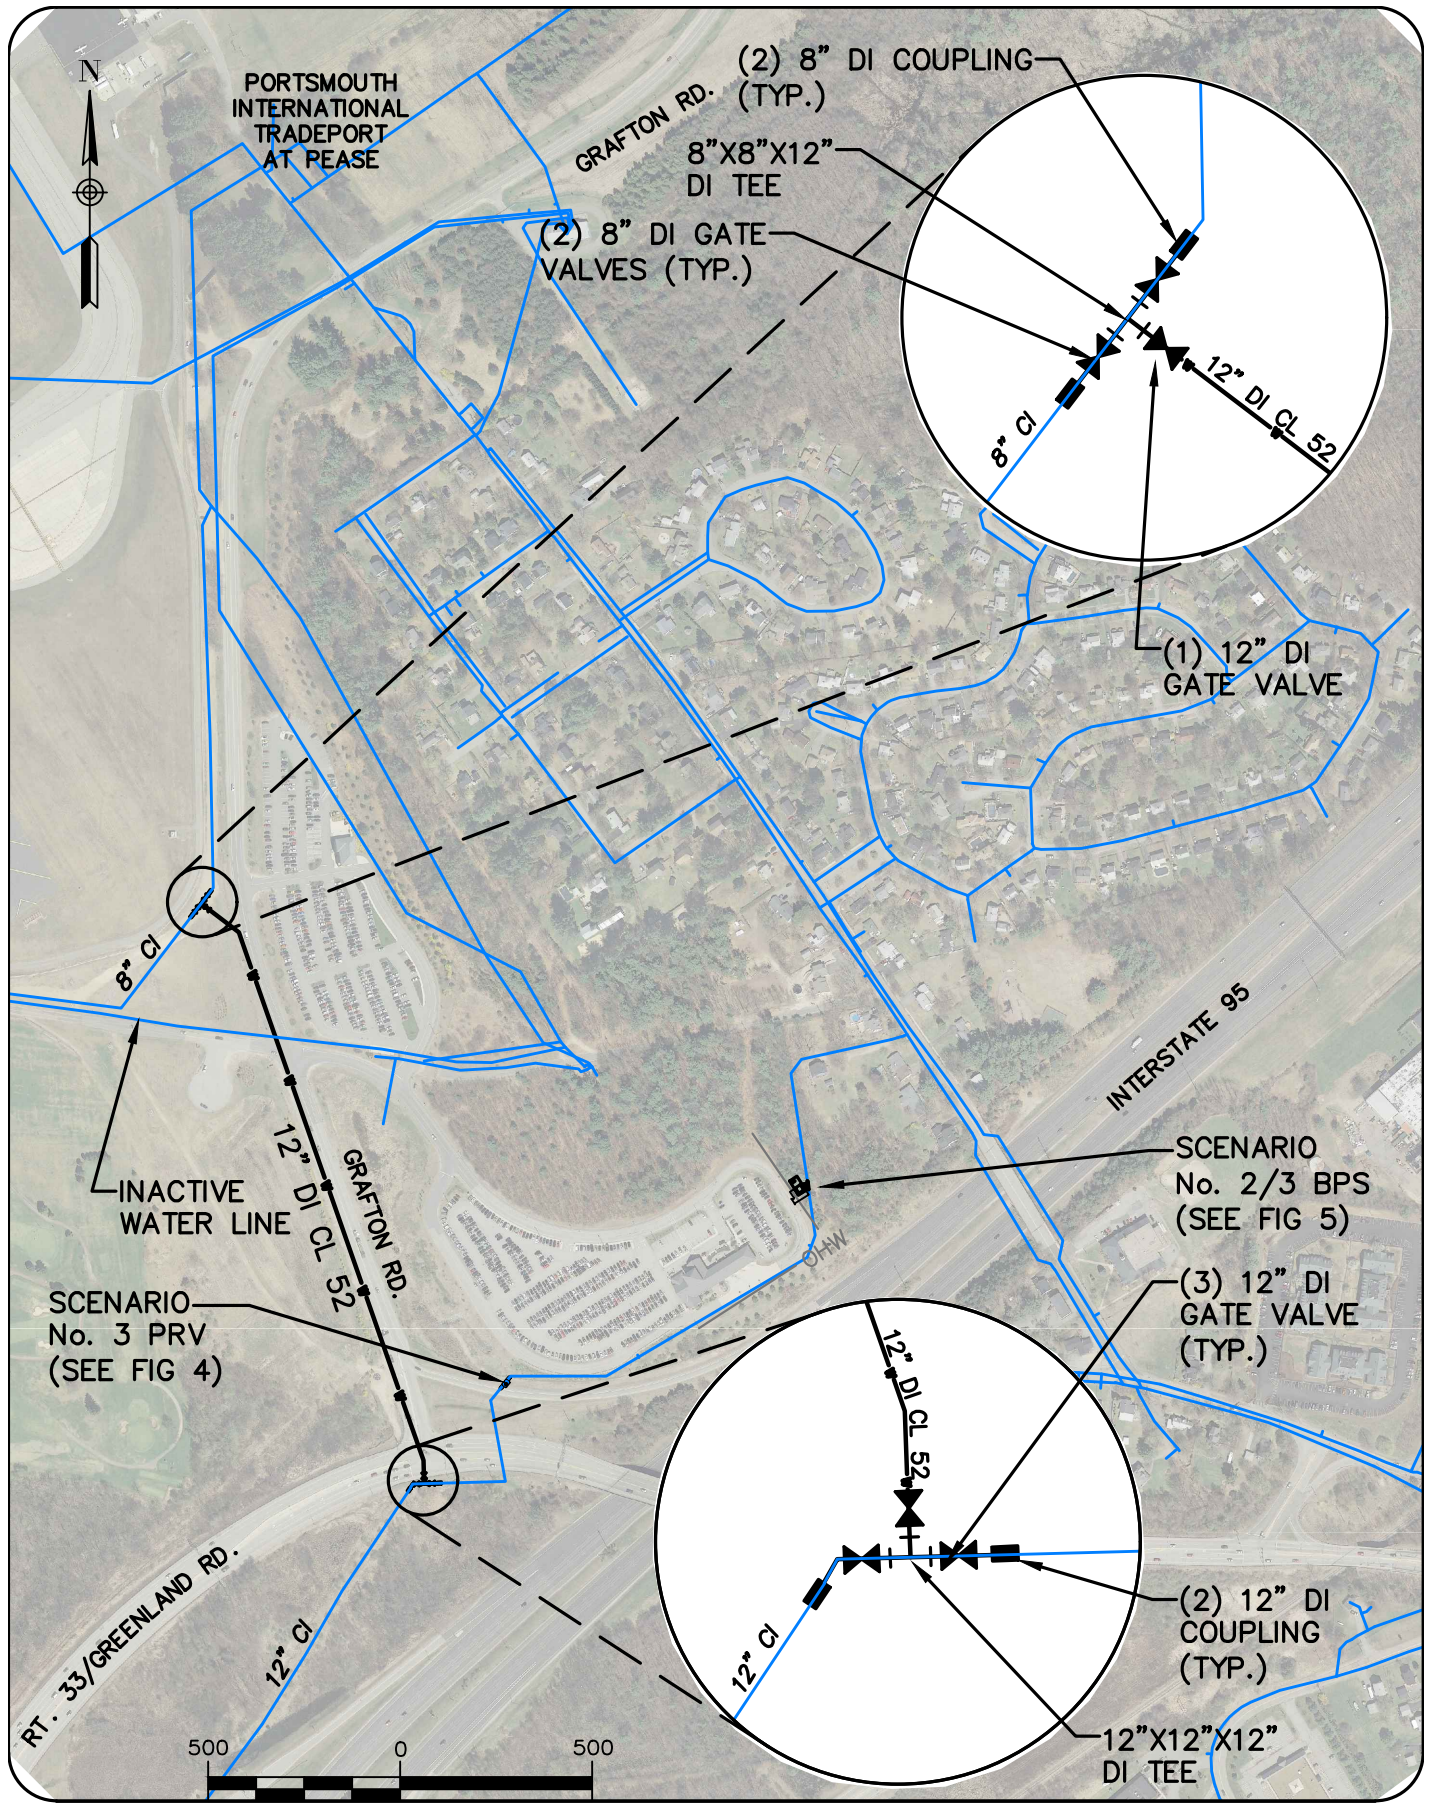 N
PORTSMOUTH
INTERNATIONAL
TRADEPORT
AT PEASE
GRAFTON RD.
(2) 8" DI COUPLING
(TYP.)
8"X8"X12"
DI TEE
(2) 8" DI GATE
VALVES (TYP.)
12" DI CL 52
8" CI
(1) 12" DI
GATE VALVE
8" CI
INTERSTATE 95
INACTIVE
WATER LINE
12" DI CL 52
GRAFTON RD.
SCENARIO
No. 2/3 BPS
(SEE FIG 5)
OHW
SCENARIO
No. 3 PRV
(SEE FIG 4)
(3) 12" DI
GATE VALVE
(TYP.)
12" DI CL 52
12" CI
(2) 12" DI
COUPLING
(TYP.)
12"X12"X12"
DI TEE
RT. 33/GREENLAND RD.
12" CI
500 0 500